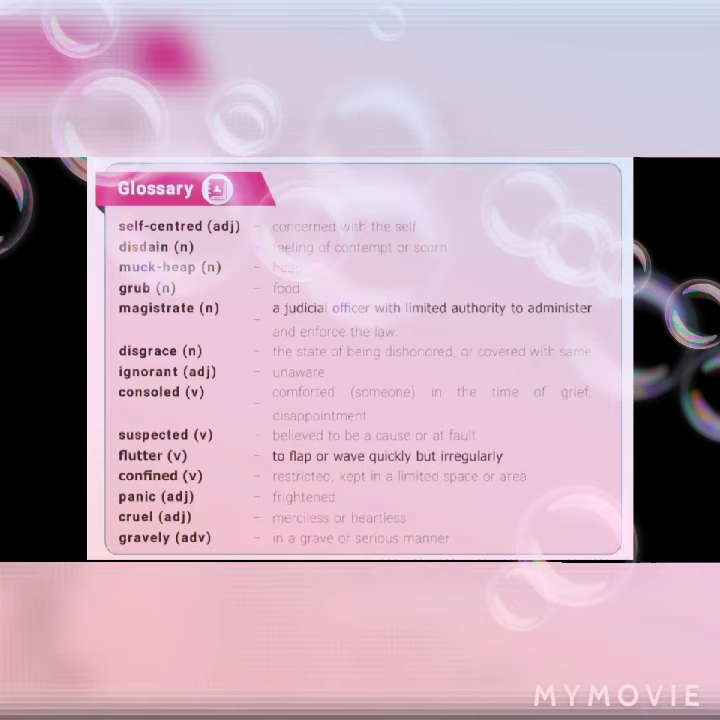 Glossary
self-centred (adj) – concerned with the self
disdain (n) – feeling of contempt or scorn
muck-heap (n) – heap
grub (n) – food
magistrate (n) – a judicial officer with limited authority to administer
and enforce the law.
disgrace (n) – the state of being dishonored, or covered with same
ignorant (adj) – unaware
consoled (v) – comforted (someone) in the time of grief,
disappointment
suspected (v) – believed to be a cause or at fault
flutter (v) – to flap or wave quickly but irregularly
confined (v) – restricted, kept in a limited space or area
panic (adj) – frightened
cruel (adj) – merciless or heartless
gravely (adv) – in a grave or serious manner
MYMOVIE